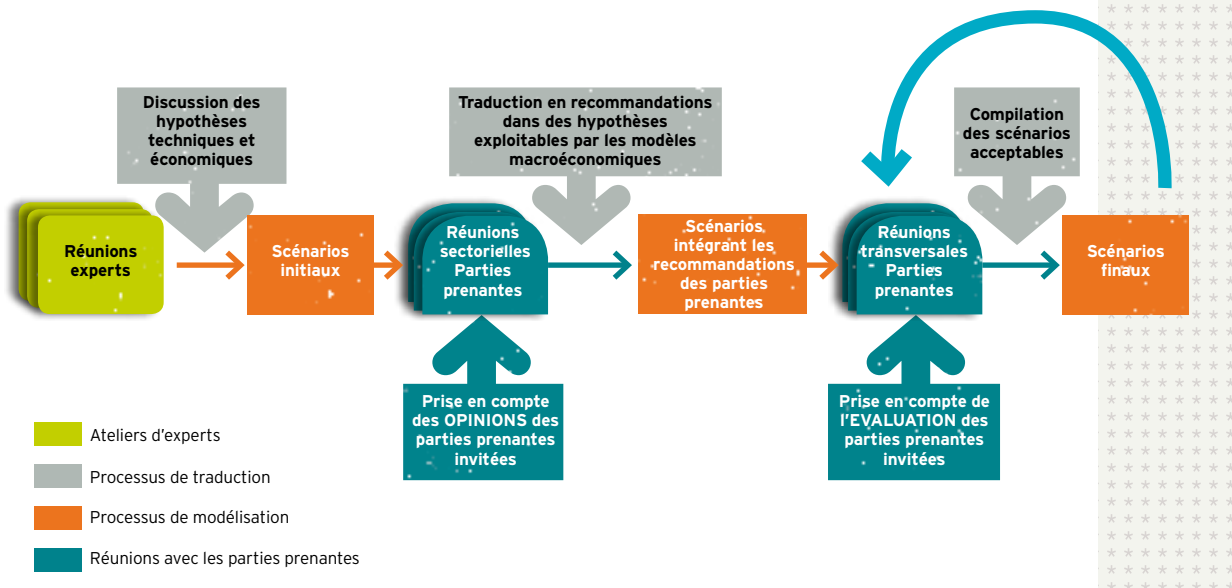 Discussion des
hypothèses
techniques et
économiques
Traduction en recommandations
dans des hypothèses
exploitables par les modèles
macroéconomiques
Compilation
des scénarios
acceptables
Réunions
experts
Scénarios
initiaux
Réunions
sectorielles
Parties
prenantes
Scénarios
intégrant les
recommandations
des parties
prenantes
Réunions
transversales
Parties
prenantes
Scénarios
finaux
Prise en compte
des OPINIONS des
parties prenantes
invitées
Prise en compte de
l'EVALUATION des
parties prenantes
invitées
Ateliers d'experts
Processus de traduction
Processus de modélisation
Réunions avec les parties prenantes